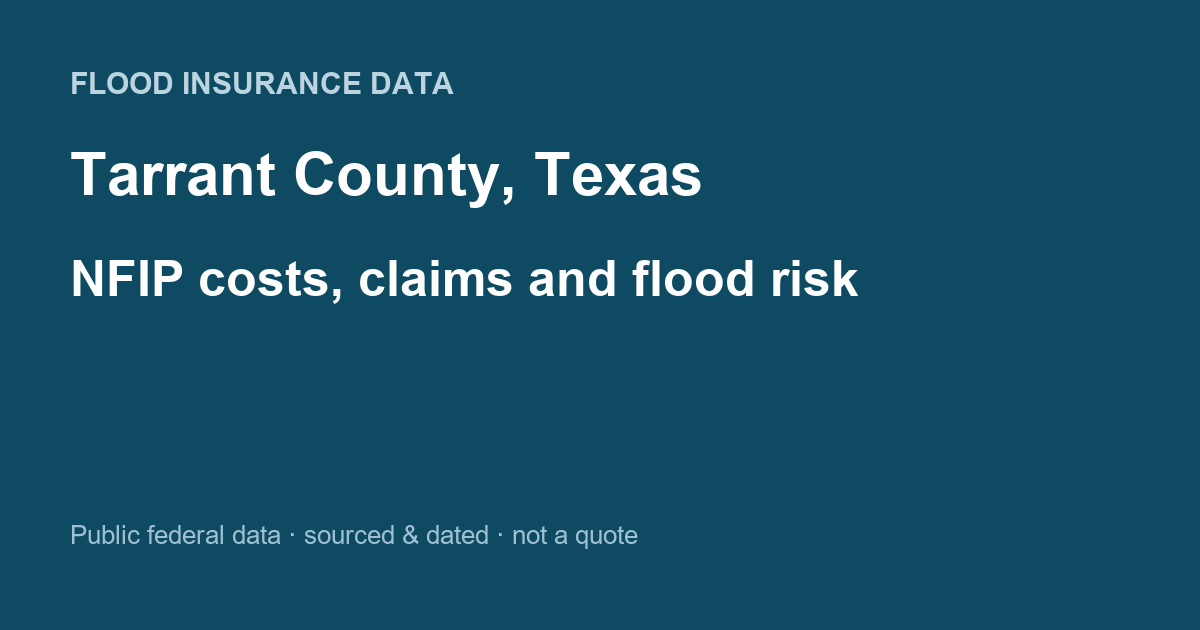 FLOOD INSURANCE DATA
Tarrant County, Texas
NFIP costs, claims and flood risk
Public federal data · sourced & dated · not a quote